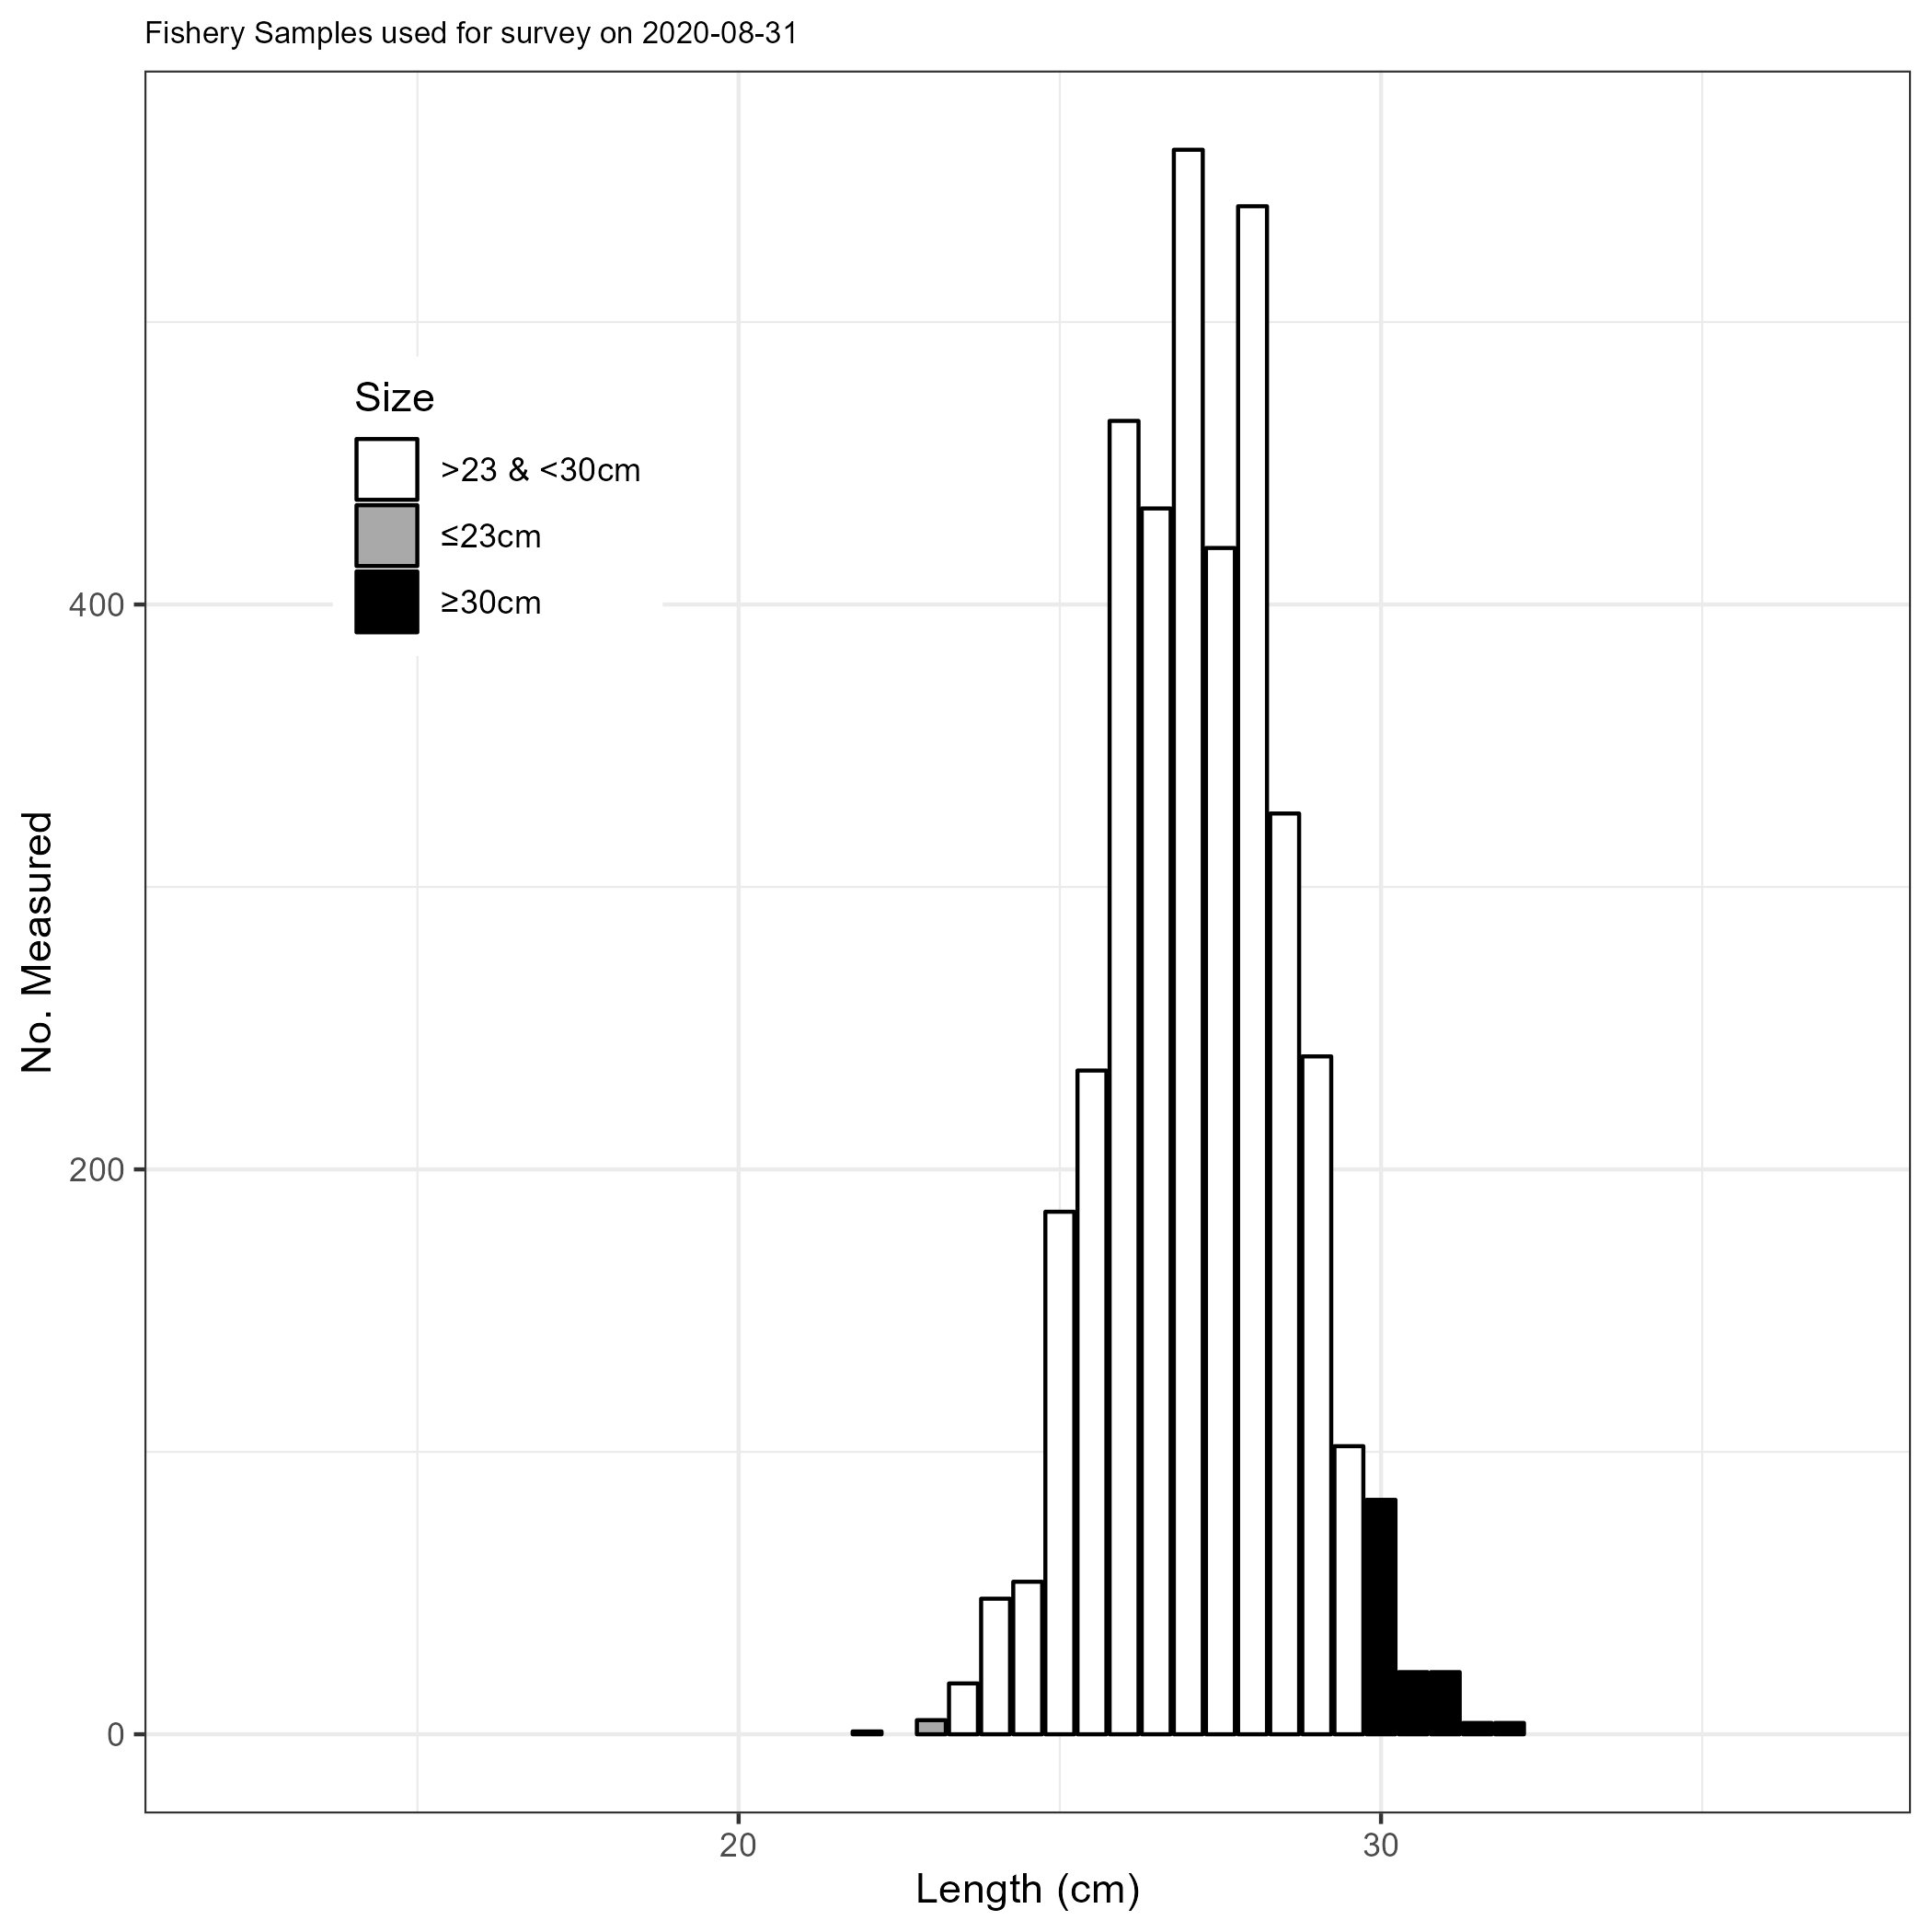 Fishery Samples used for survey on 2020-08-31
Size
>23 & <30cm
≤23cm
≥30cm
400
200
0
No. Measured
20
30
Length (cm)